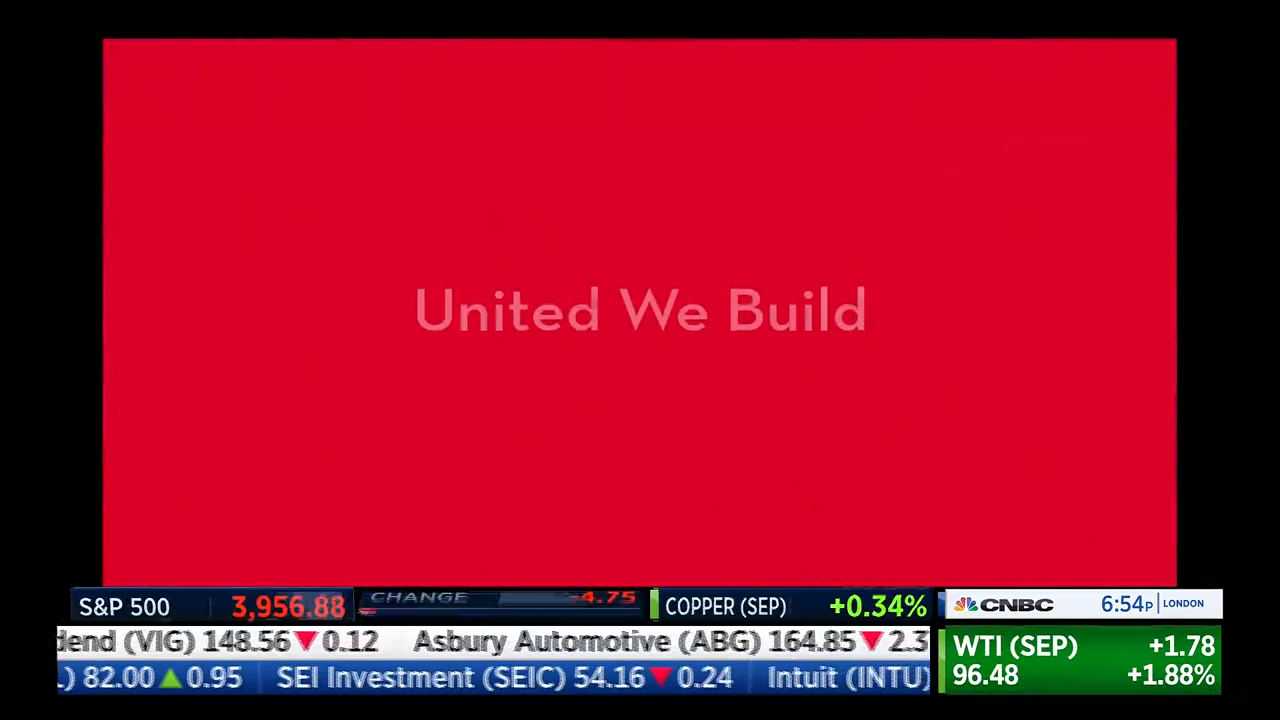 United We Build
S&P 500 3,956.88 CHANGE -4.75 COPPER (SEP) +0.34% CNBC 6:54P LONDON
dend (VIG) 148.56 0.12 Asbury Automotive (ABG) 164.85 2.3
.) 82.00 0.95 SEI Investment (SEIC) 54.16 0.24 Intuit (INTU)
WTI (SEP) +1.78
96.48 +1.88%